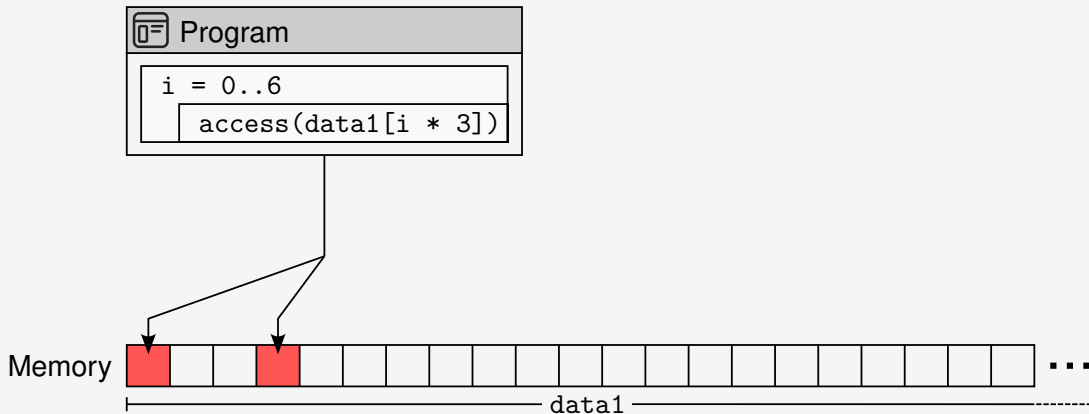 Program
i = 0..6
access(data1[i * 3])
Memory
...
data1